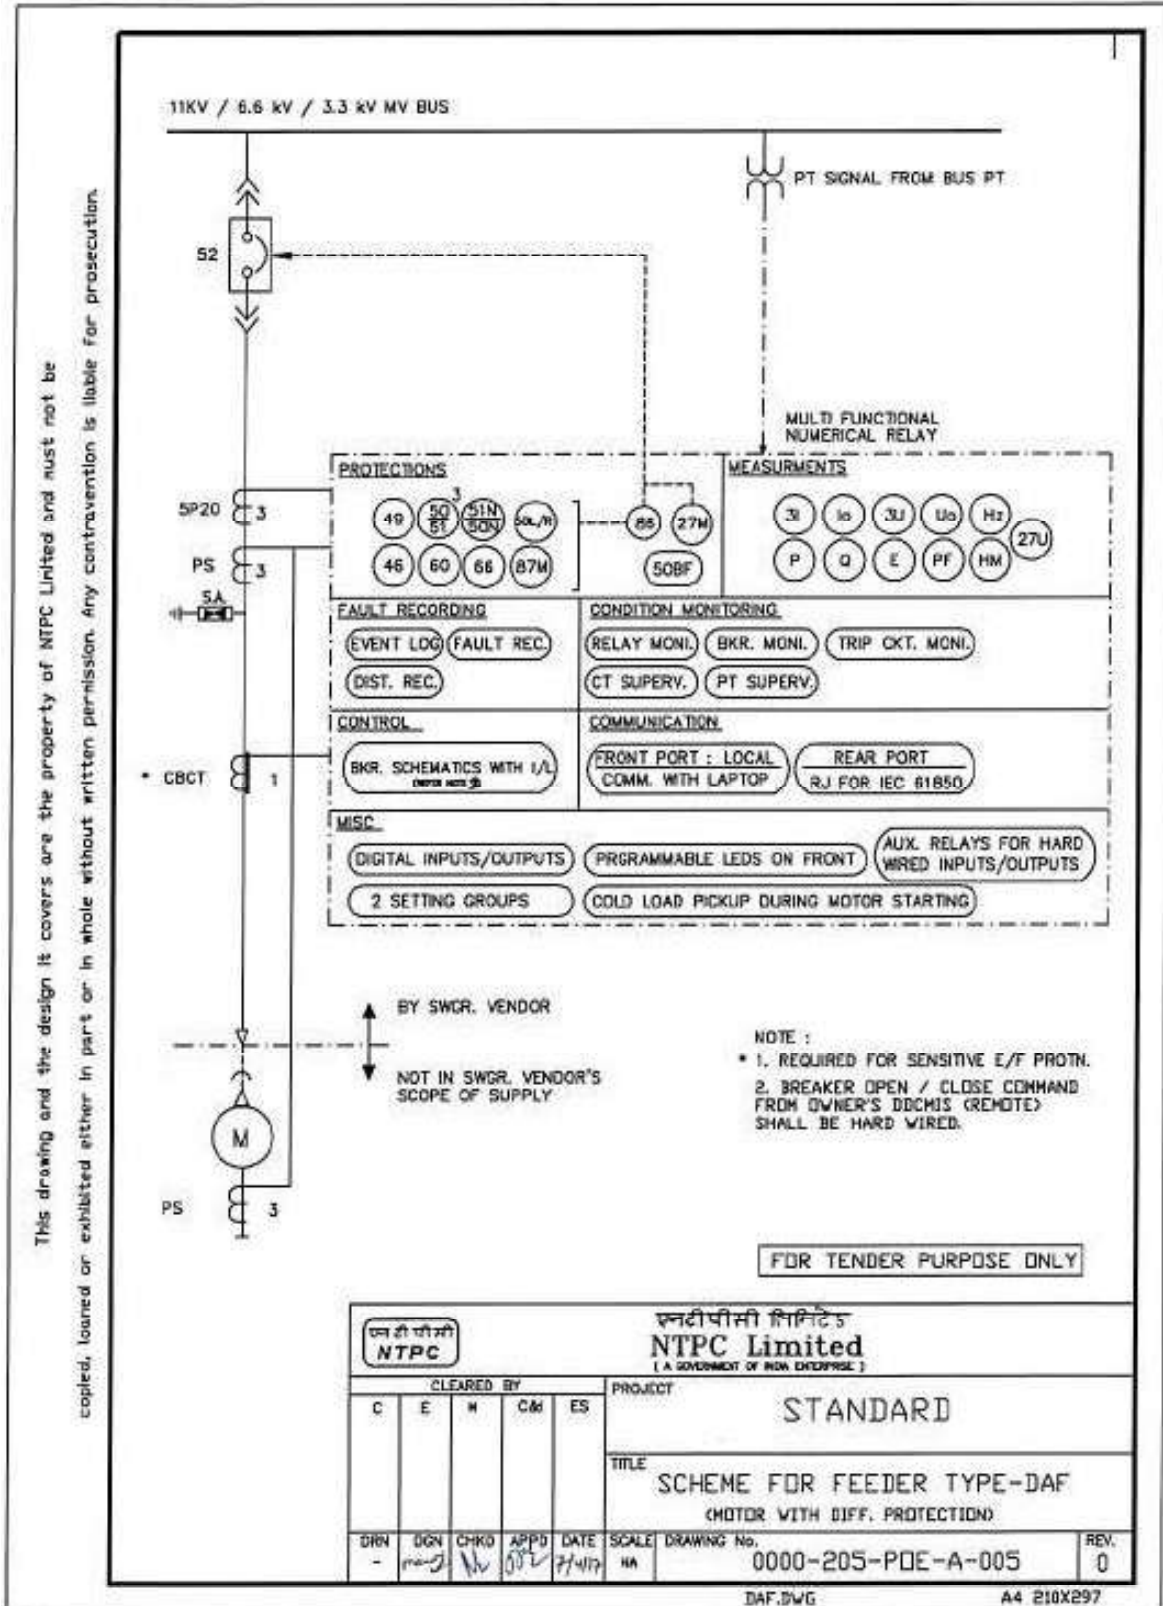 This drawing and the design it covers are the property of NTPC Limited and must not be
copied, loaned or exhibited either in part or in whole without written permission. Any contravention is liable for prosecution.
11KV / 6.6 kV / 3.3 kV MV BUS
PT SIGNAL FROM BUS PT
52
MULTI FUNCTIONAL
NUMERICAL RELAY
PROTECTIONS
MEASURMENTS
5P20
3
3
49
50
51
51N
50N
50L/R
86
27M
3I
Io
3U
Uo
Hz
27U
PS
3
46
60
66
87M
50BF
P
Q
E
PF
HM
S.A.
FAULT RECORDING
CONDITION MONITORING
EVENT LOG
FAULT REC.
RELAY MONI.
BKR. MONI.
TRIP CKT. MONI.
DIST. REC.
CT SUPERV.
PT SUPERV.
CONTROL
COMMUNICATION
* CBCT
1
BKR. SCHEMATICS WITH I/L
FRONT PORT : LOCAL
COMM. WITH LAPTOP
REAR PORT
RJ FOR IEC 61850
MISC
DIGITAL INPUTS/OUTPUTS
PRGRAMMABLE LEDS ON FRONT
AUX. RELAYS FOR HARD
WIRED INPUTS/OUTPUTS
2 SETTING GROUPS
COLD LOAD PICKUP DURING MOTOR STARTING
BY SWGR. VENDOR
NOT IN SWGR. VENDOR'S
SCOPE OF SUPPLY
NOTE :
* 1. REQUIRED FOR SENSITIVE E/F PROTN.
2. BREAKER OPEN / CLOSE COMMAND
FROM OWNER'S DDCMIS (REMOTE)
SHALL BE HARD WIRED.
M
PS
3
FOR TENDER PURPOSE ONLY
एनटीपीसी
NTPC
एनटीपीसी लिमिटेड
NTPC Limited
( A GOVERNMENT OF INDIA ENTERPRISE )
CLEARED BY
C
E
M
C&I
ES
PROJECT
STANDARD
TITLE
SCHEME FOR FEEDER TYPE-DAF
(MOTOR WITH DIFF. PROTECTION)
DRN
DGN
CHKD
APPD
DATE
SCALE
DRAWING No.
REV.
-
7/4/17
NA
0000-205-POE-A-005
0
DAF.DWG
A4 210X297